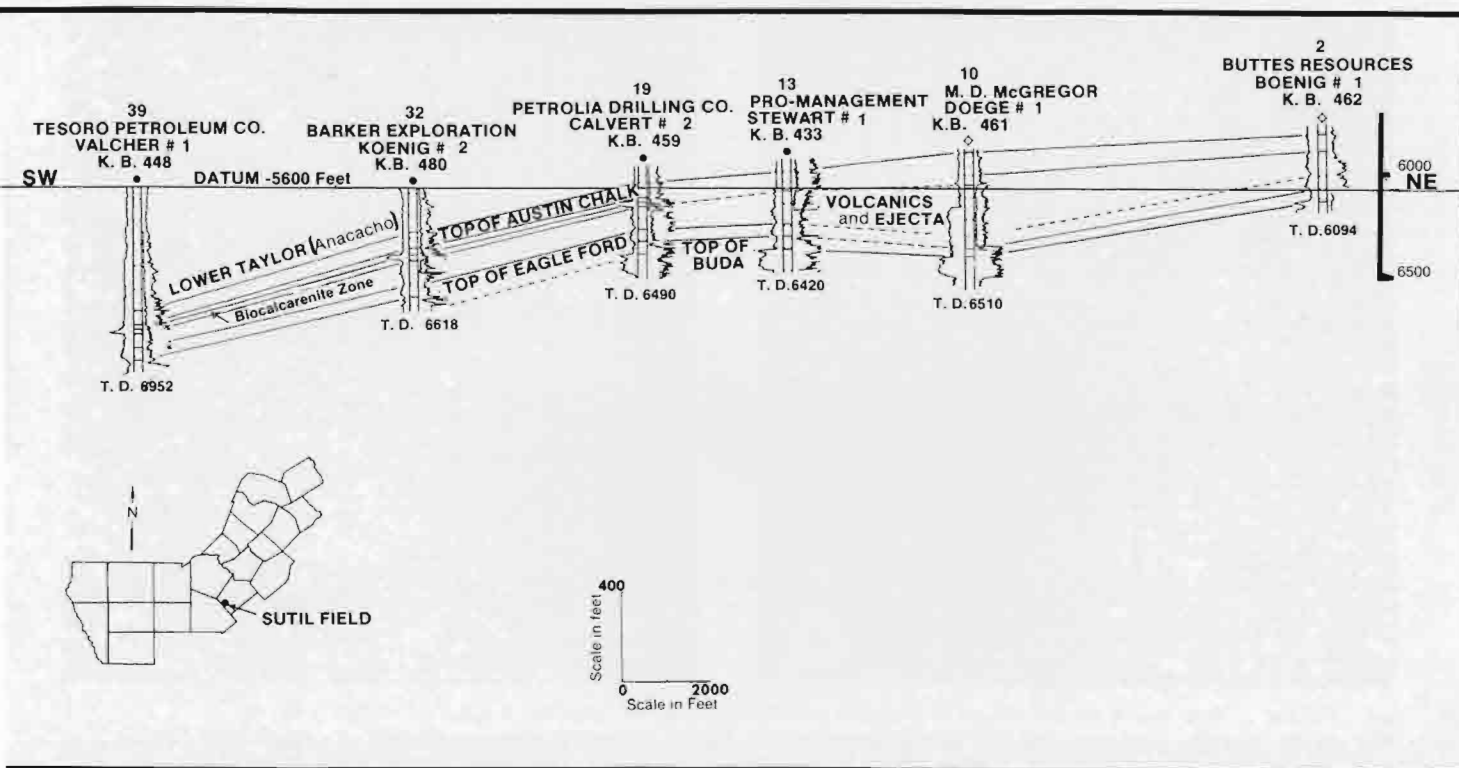 39
TESORO PETROLEUM CO.
VALCHER # 1
K. B. 448
32
BARKER EXPLORATION
KOENIG # 2
K.B. 480
19
PETROLIA DRILLING CO.
CALVERT # 2
K.B. 459
13
PRO-MANAGEMENT
STEWART # 1
K. B. 433
10
M. D. McGREGOR
DOEGE # 1
K.B. 461
2
BUTTES RESOURCES
BOENIG # 1
K. B. 462
SW
DATUM -5600 Feet
6000
NE
6500
LOWER TAYLOR (Anacacho)
TOP OF AUSTIN CHALK
Biocalcarenite Zone
TOP OF EAGLE FORD
TOP OF
BUDA
VOLCANICS
and EJECTA
T. D. 6952
T. D. 6618
T. D. 6490
T. D. 6420
T. D. 6510
T. D. 6094
N
SUTIL FIELD
400
Scale in feet
0 2000
Scale in Feet